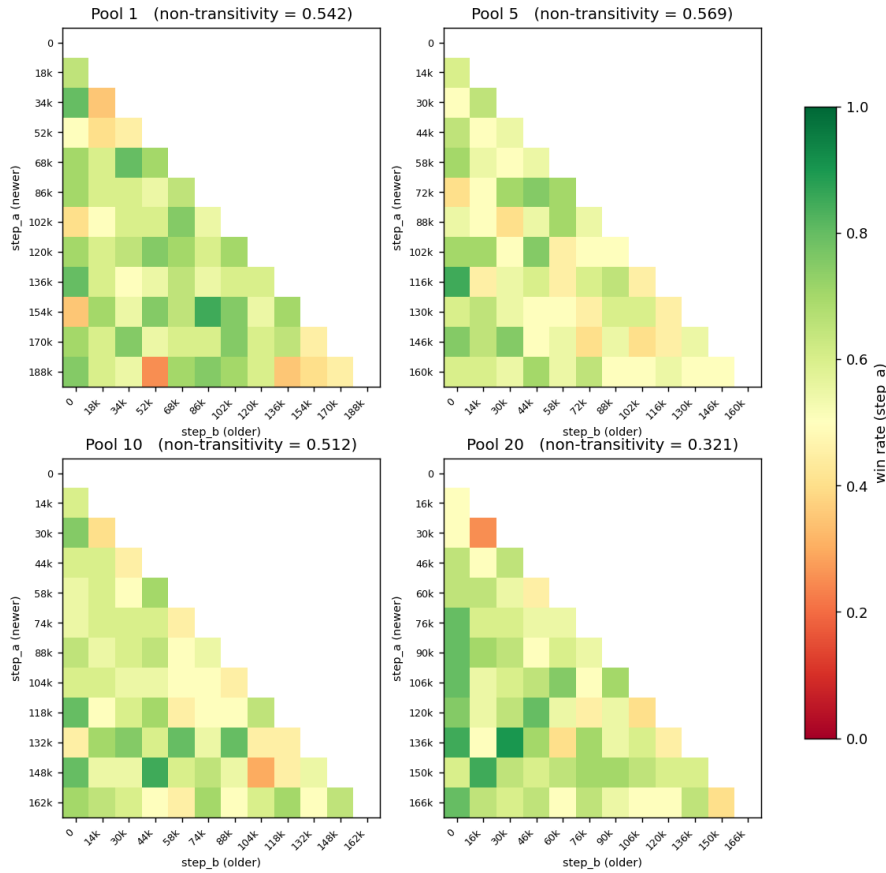 Pool 1   (non-transitivity = 0.542)
0
18k
34k
52k
68k
86k
102k
120k
136k
154k
170k
188k
step_a (newer)
0 18k 34k 52k 68k 86k 102k 120k 136k 154k 170k 188k
step_b (older)
Pool 5   (non-transitivity = 0.569)
0
14k
30k
44k
58k
72k
88k
102k
116k
130k
146k
160k
step_a (newer)
0 14k 30k 44k 58k 72k 88k 102k 116k 130k 146k 160k
step_b (older)
Pool 10   (non-transitivity = 0.512)
0
14k
30k
46k
58k
74k
88k
104k
118k
132k
148k
162k
step_a (newer)
0 14k 30k 44k 58k 74k 88k 104k 118k 132k 148k 162k
step_b (older)
Pool 20   (non-transitivity = 0.321)
0
16k
30k
46k
60k
76k
90k
106k
120k
136k
150k
166k
step_a (newer)
0 16k 30k 46k 60k 76k 90k 106k 120k 136k 150k 166k
step_b (older)
1.0
0.8
0.6
0.4
0.2
0.0
win rate (step_a)